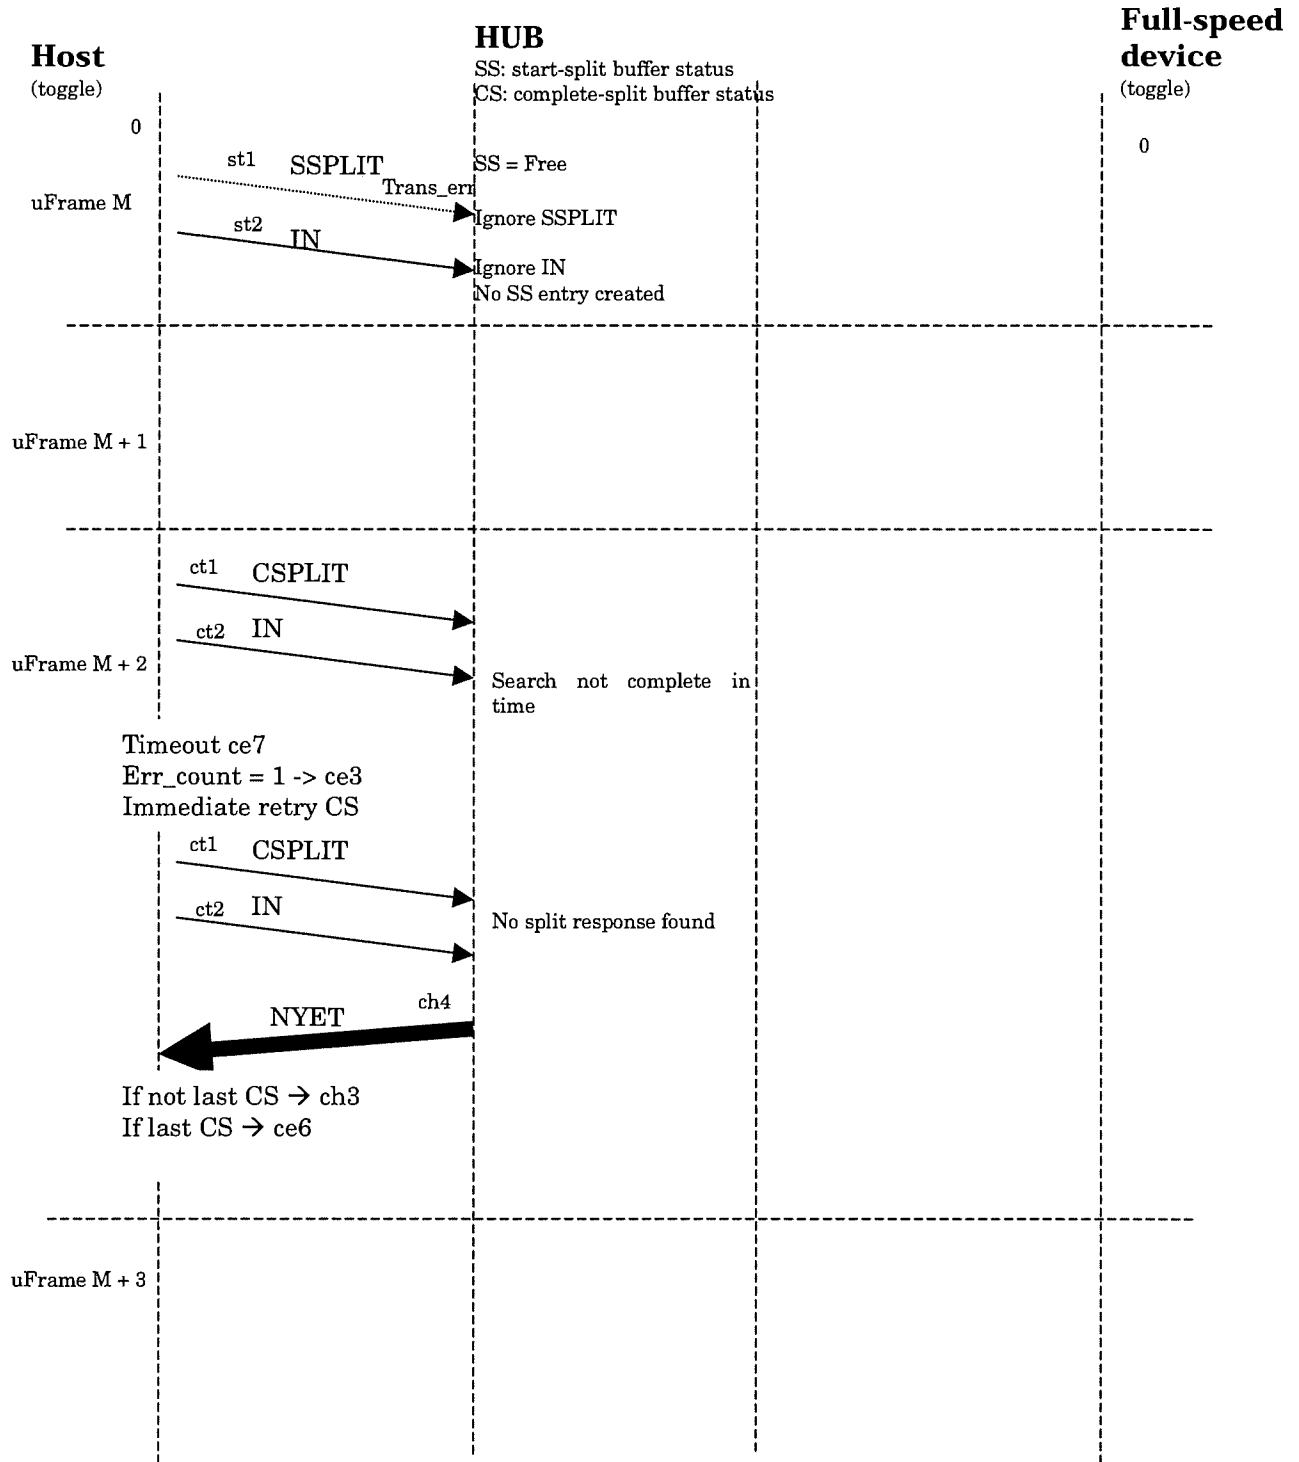 Full-speed
device
(toggle)
Host
(toggle)
HUB
SS: start-split buffer status
CS: complete-split buffer status
0
0
st1 SSPLIT
SS = Free
Trans_err
uFrame M
Ignore SSPLIT
st2 IN
Ignore IN
No SS entry created
uFrame M + 1
ct1 CSPLIT
ct2 IN
uFrame M + 2
Search not complete in
time
Timeout ce7
Err_count = 1 -> ce3
Immediate retry CS
ct1 CSPLIT
ct2 IN
No split response found
NYET ch4
If not last CS → ch3
If last CS → ce6
uFrame M + 3